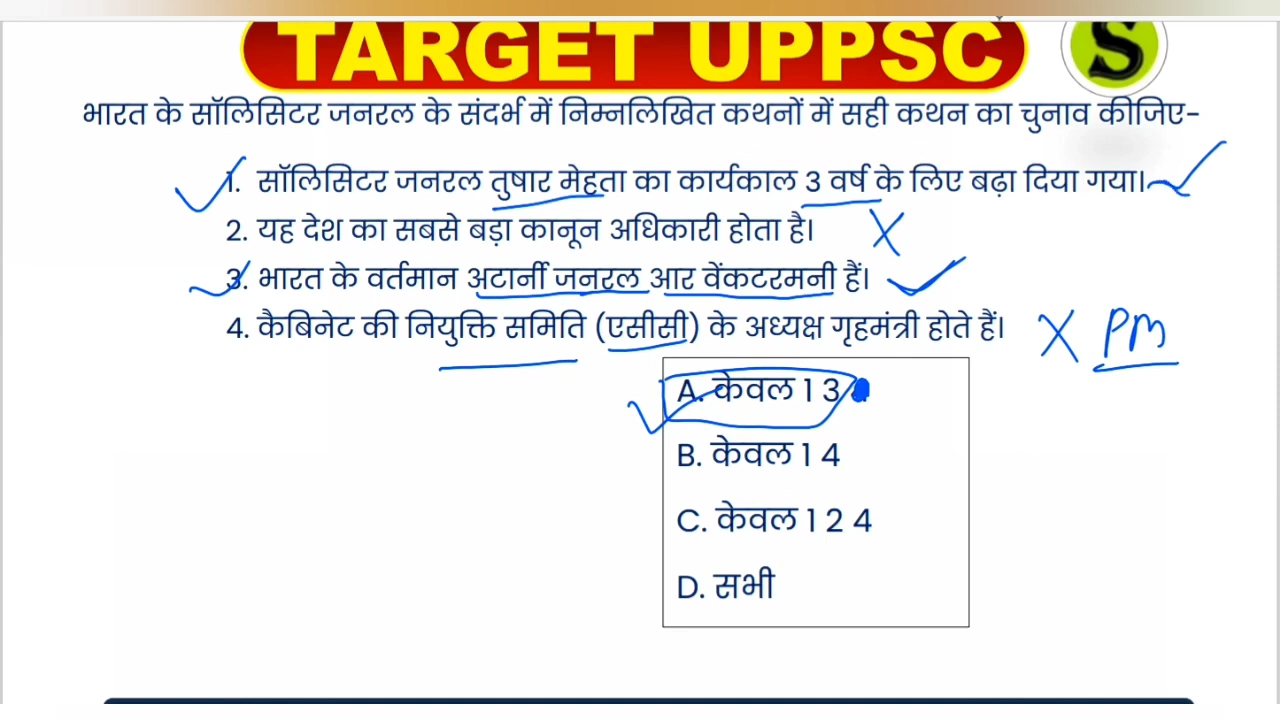 TARGET UPPSC
S
भारत के सॉलिसिटर जनरल के संदर्भ में निम्नलिखित कथनों में सही कथन का चुनाव कीजिए-
1. सॉलिसिटर जनरल तुषार मेहता का कार्यकाल 3 वर्ष के लिए बढ़ा दिया गया।
2. यह देश का सबसे बड़ा कानून अधिकारी होता है। X
3. भारत के वर्तमान अटार्नी जनरल आर वेंकटरमनी हैं।
4. कैबिनेट की नियुक्ति समिति (एसीसी) के अध्यक्ष गृहमंत्री होते हैं। X PM
A. केवल 1 3
B. केवल 1 4
C. केवल 1 2 4
D. सभी